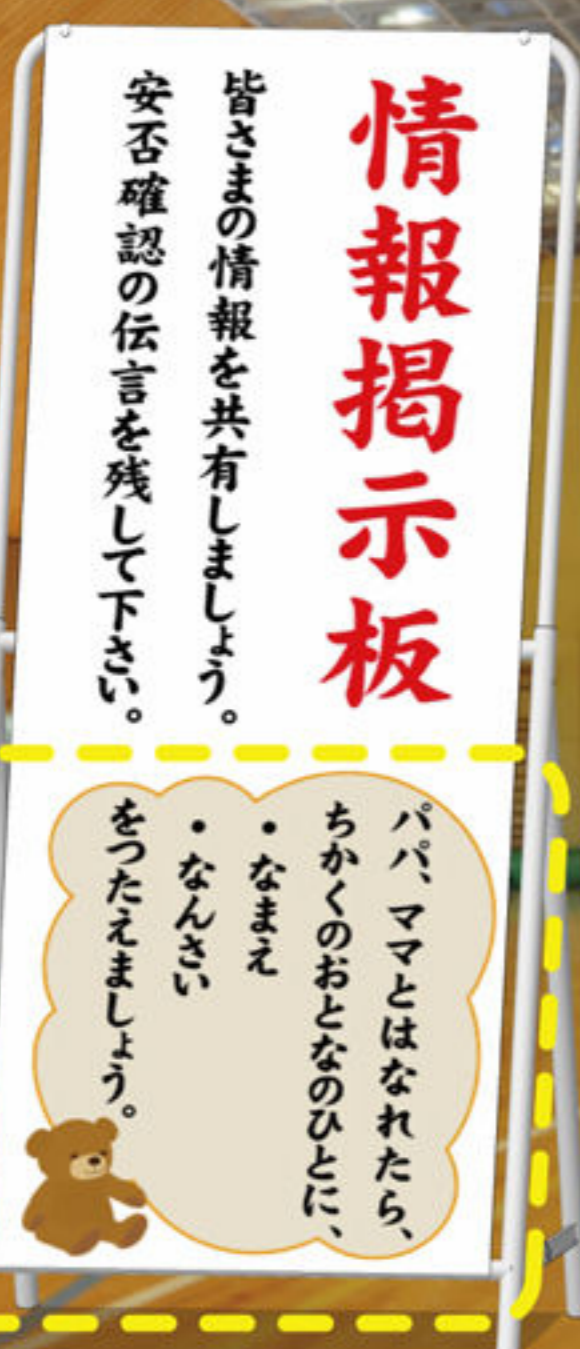 情報掲示板
皆さまの情報を共有しましょう。
安否確認の伝言を残して下さい。
パパ、ママとはなれたら、
ちかくのおとなのひとに、
・なまえ
・なんさい
をつたえましょう。